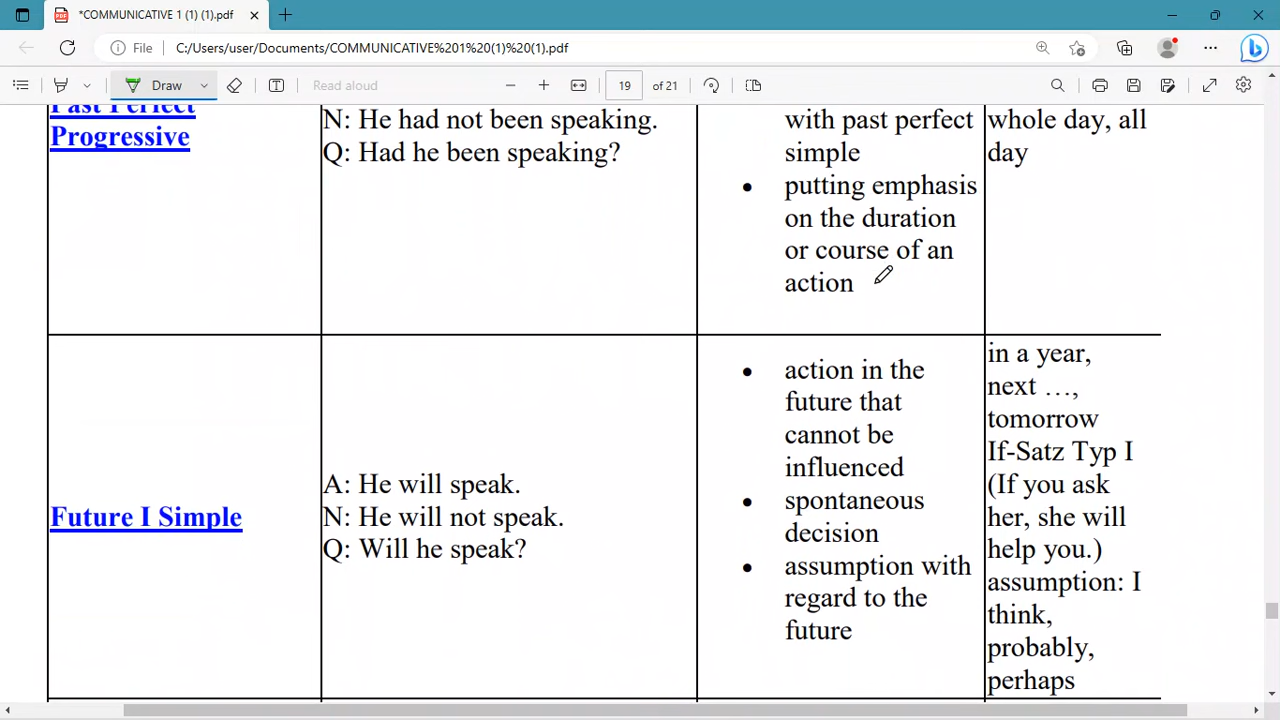 *COMMUNICATIVE 1 (1) (1).pdf
File
C:/Users/user/Documents/COMMUNICATIVE%201%20(1)%20(1).pdf
Draw
Read aloud
19
of 21
Past Perfect
Progressive
N: He had not been speaking.
Q: Had he been speaking?
with past perfect
simple
• putting emphasis
on the duration
or course of an
action
whole day, all
day
Future I Simple
A: He will speak.
N: He will not speak.
Q: Will he speak?
• action in the
future that
cannot be
influenced
• spontaneous
decision
• assumption with
regard to the
future
in a year,
next …,
tomorrow
If-Satz Typ I
(If you ask
her, she will
help you.)
assumption: I
think,
probably,
perhaps